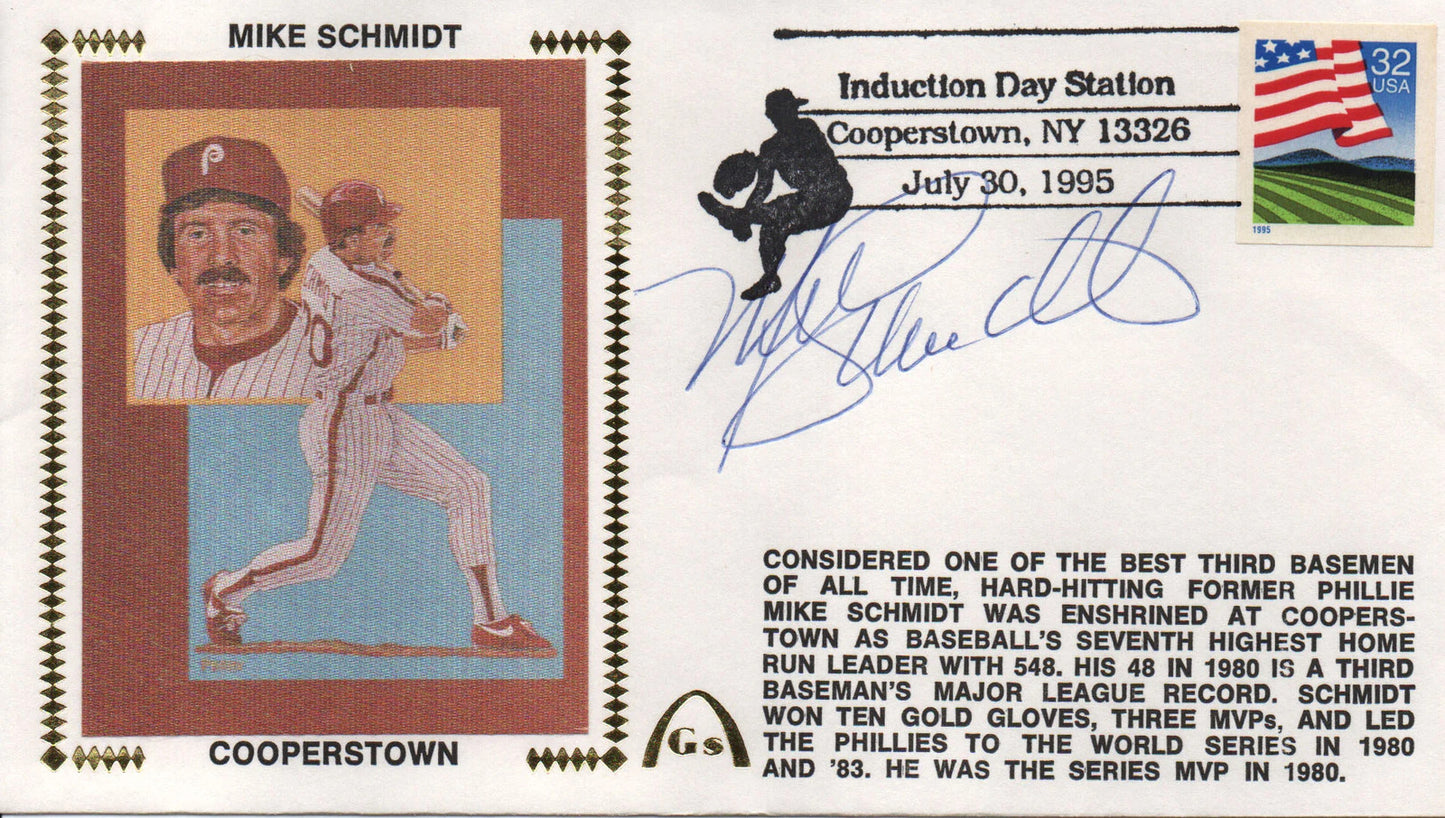 MIKE SCHMIDT
P
Induction Day Station
Cooperstown, NY 13326
July 30, 1995
32
USA
1995
Mike Schmidt
COOPERSTOWN
Gs
CONSIDERED ONE OF THE BEST THIRD BASEMEN
OF ALL TIME, HARD-HITTING FORMER PHILLIE
MIKE SCHMIDT WAS ENSHRINED AT COOPERS-
TOWN AS BASEBALL'S SEVENTH HIGHEST HOME
RUN LEADER WITH 548. HIS 48 IN 1980 IS A THIRD
BASEMAN'S MAJOR LEAGUE RECORD. SCHMIDT
WON TEN GOLD GLOVES, THREE MVPs, AND LED
THE PHILLIES TO THE WORLD SERIES IN 1980
AND '83. HE WAS THE SERIES MVP IN 1980.